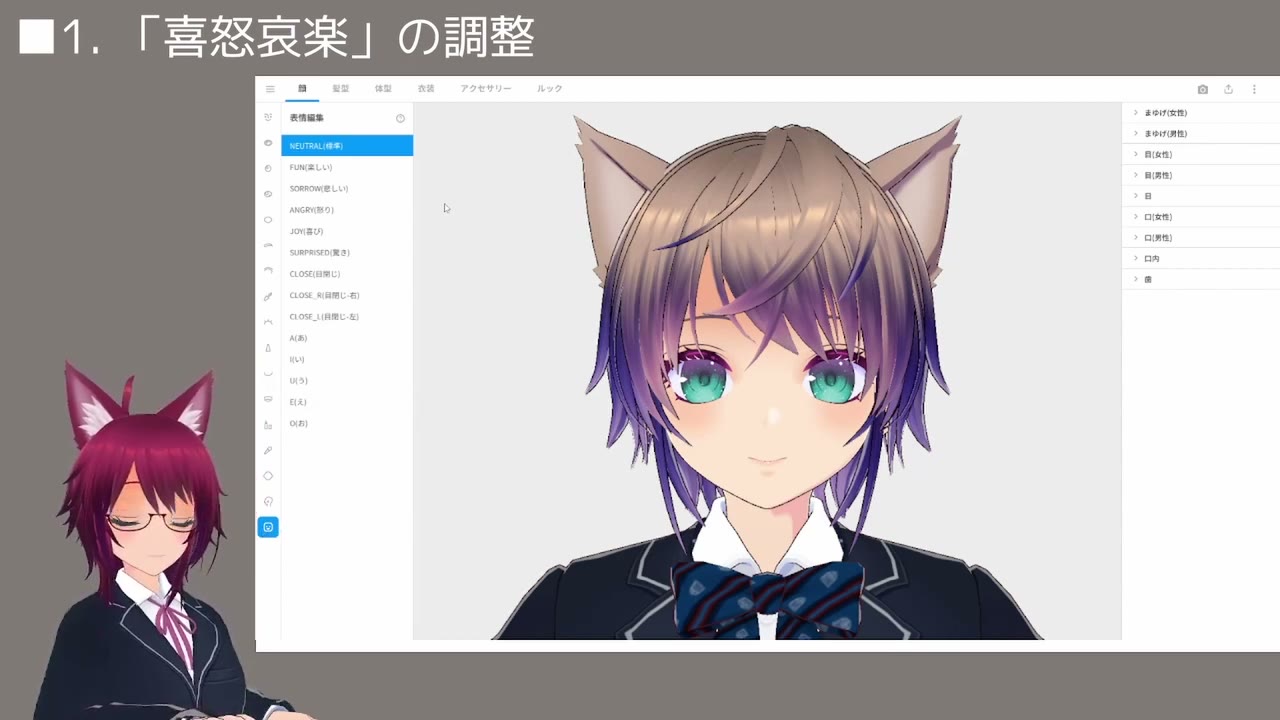 ■1. 「喜怒哀楽」の調整
顔 髪型 体型 衣装 アクセサリー ルック
表情編集
NEUTRAL(標準)
FUN(楽しい)
SORROW(悲しい)
ANGRY(怒り)
JOY(喜び)
SURPRISED(驚き)
CLOSE(目閉じ)
CLOSE_R(目閉じ-右)
CLOSE_L(目閉じ-左)
A(あ)
I(い)
U(う)
E(え)
O(お)
まゆげ(女性)
まゆげ(男性)
目(女性)
目(男性)
目
口(女性)
口(男性)
口内
歯